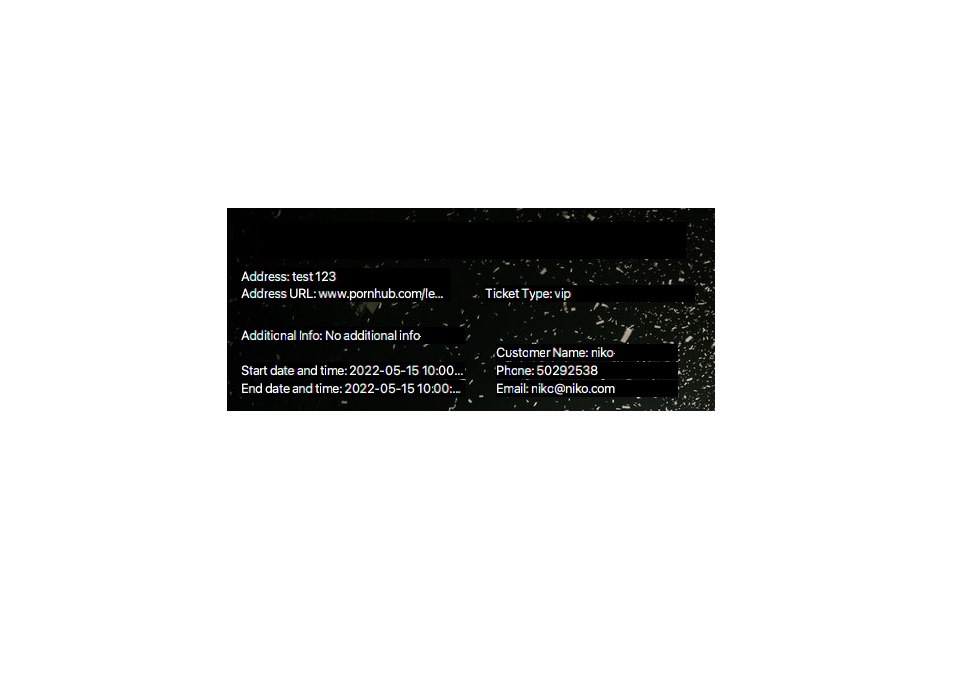 Address: test 123
Address URL: www.pornhub.com/le...
Ticket Type: vip
Additional Info: No additional info
Customer Name: niko
Start date and time: 2022-05-15 10:00...
Phone: 50292538
End date and time: 2022-05-15 10:00:...
Email: niko@niko.com